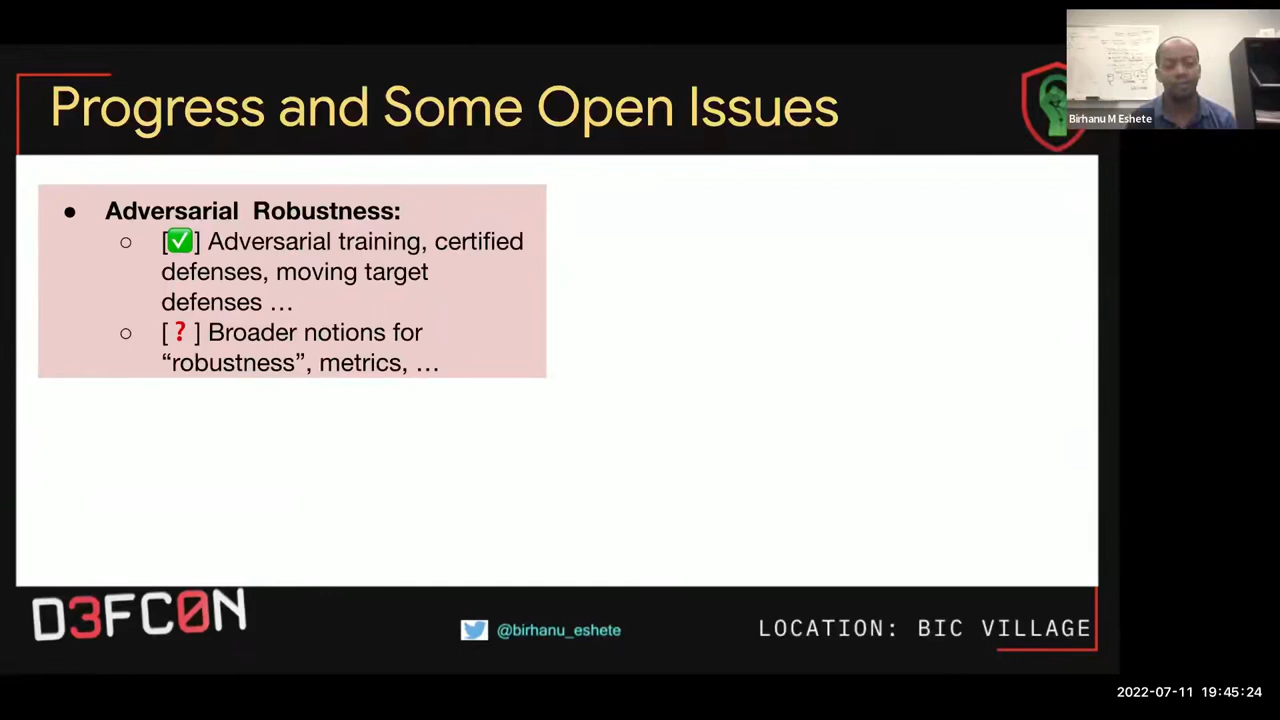 Progress and Some Open Issues
Birhanu M Eshete
● Adversarial Robustness:
○ [✅] Adversarial training, certified
defenses, moving target
defenses …
○ [❓] Broader notions for
“robustness”, metrics, …
D3FC0N
@birhanu_eshete
LOCATION: BIC VILLAGE
2022-07-11 19:45:24